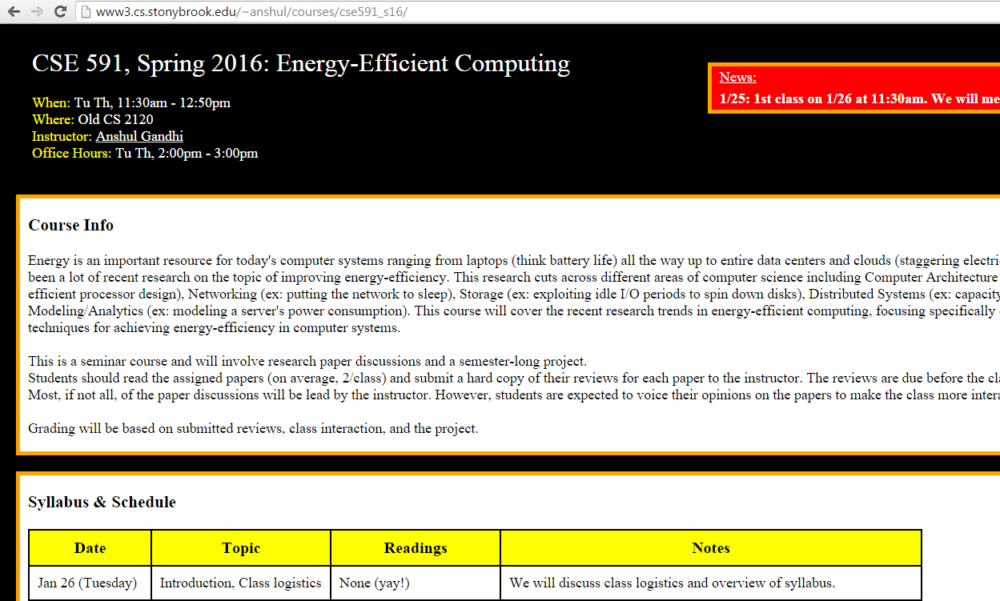 www3.cs.stonybrook.edu/~anshul/courses/cse591_s16/
CSE 591, Spring 2016: Energy-Efficient Computing
News:
1/25: 1st class on 1/26 at 11:30am. We will me
When: Tu Th, 11:30am - 12:50pm
Where: Old CS 2120
Instructor: Anshul Gandhi
Office Hours: Tu Th, 2:00pm - 3:00pm
Course Info
Energy is an important resource for today's computer systems ranging from laptops (think battery life) all the way up to entire data centers and clouds (staggering electri
been a lot of recent research on the topic of improving energy-efficiency. This research cuts across different areas of computer science including Computer Architecture
efficient processor design), Networking (ex: putting the network to sleep), Storage (ex: exploiting idle I/O periods to spin down disks), Distributed Systems (ex: capacity
Modeling/Analytics (ex: modeling a server's power consumption). This course will cover the recent research trends in energy-efficient computing, focusing specifically
techniques for achieving energy-efficiency in computer systems.
This is a seminar course and will involve research paper discussions and a semester-long project.
Students should read the assigned papers (on average, 2/class) and submit a hard copy of their reviews for each paper to the instructor. The reviews are due before the cla
Most, if not all, of the paper discussions will be lead by the instructor. However, students are expected to voice their opinions on the papers to make the class more intera
Grading will be based on submitted reviews, class interaction, and the project.
Syllabus & Schedule
Date Topic Readings Notes
Jan 26 (Tuesday) Introduction, Class logistics None (yay!) We will discuss class logistics and overview of syllabus.